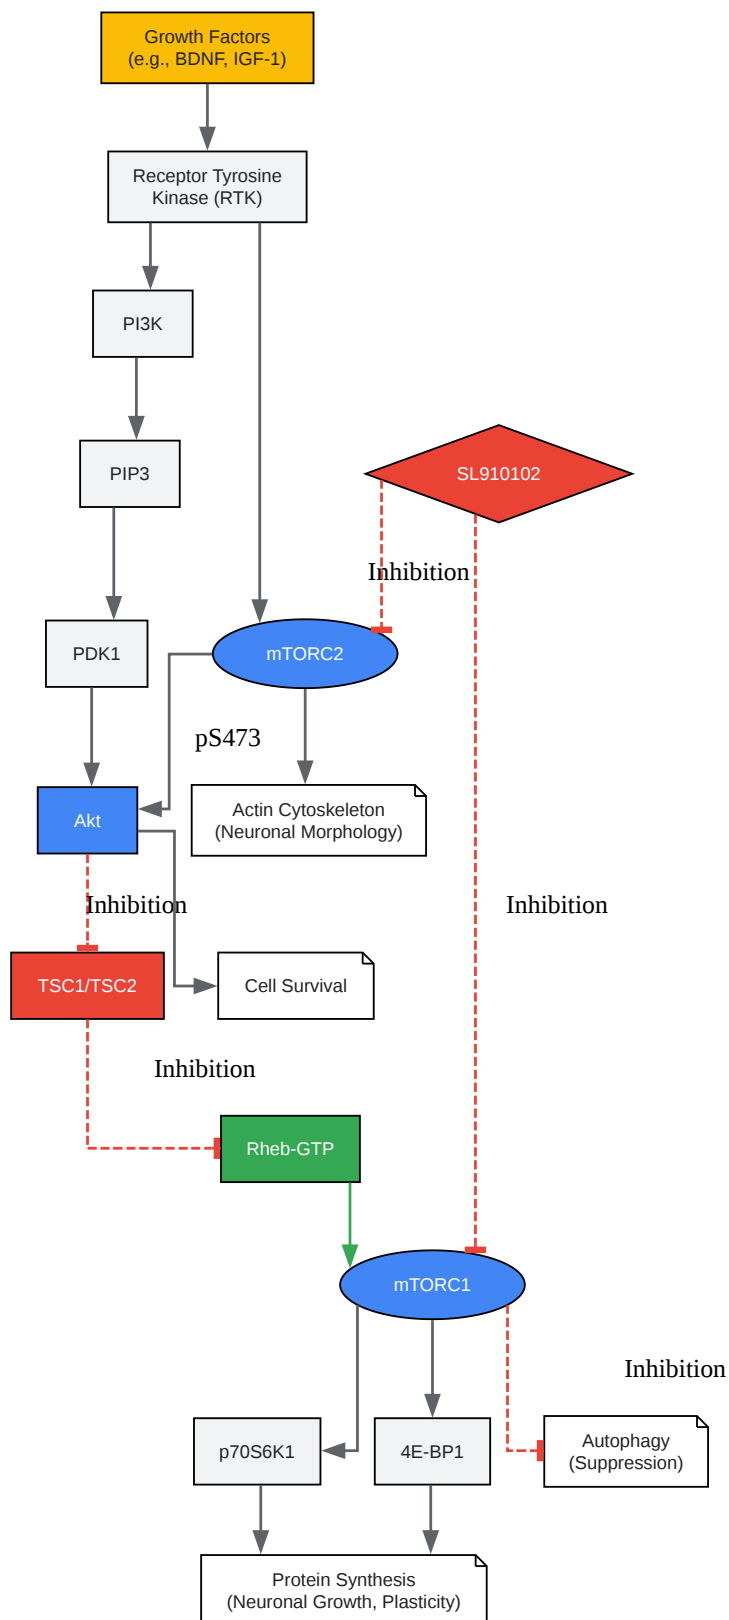 Growth Factors
(e.g., BDNF, IGF-1)
Receptor Tyrosine
Kinase (RTK)
PI3K
PIP3
SL910102
Inhibition
PDK1
mTORC2
pS473
Akt
Actin Cytoskeleton
(Neuronal Morphology)
Inhibition
Inhibition
TSC1/TSC2
Cell Survival
Inhibition
Rheb-GTP
mTORC1
Inhibition
p70S6K1
4E-BP1
Autophagy
(Suppression)
Protein Synthesis
(Neuronal Growth, Plasticity)